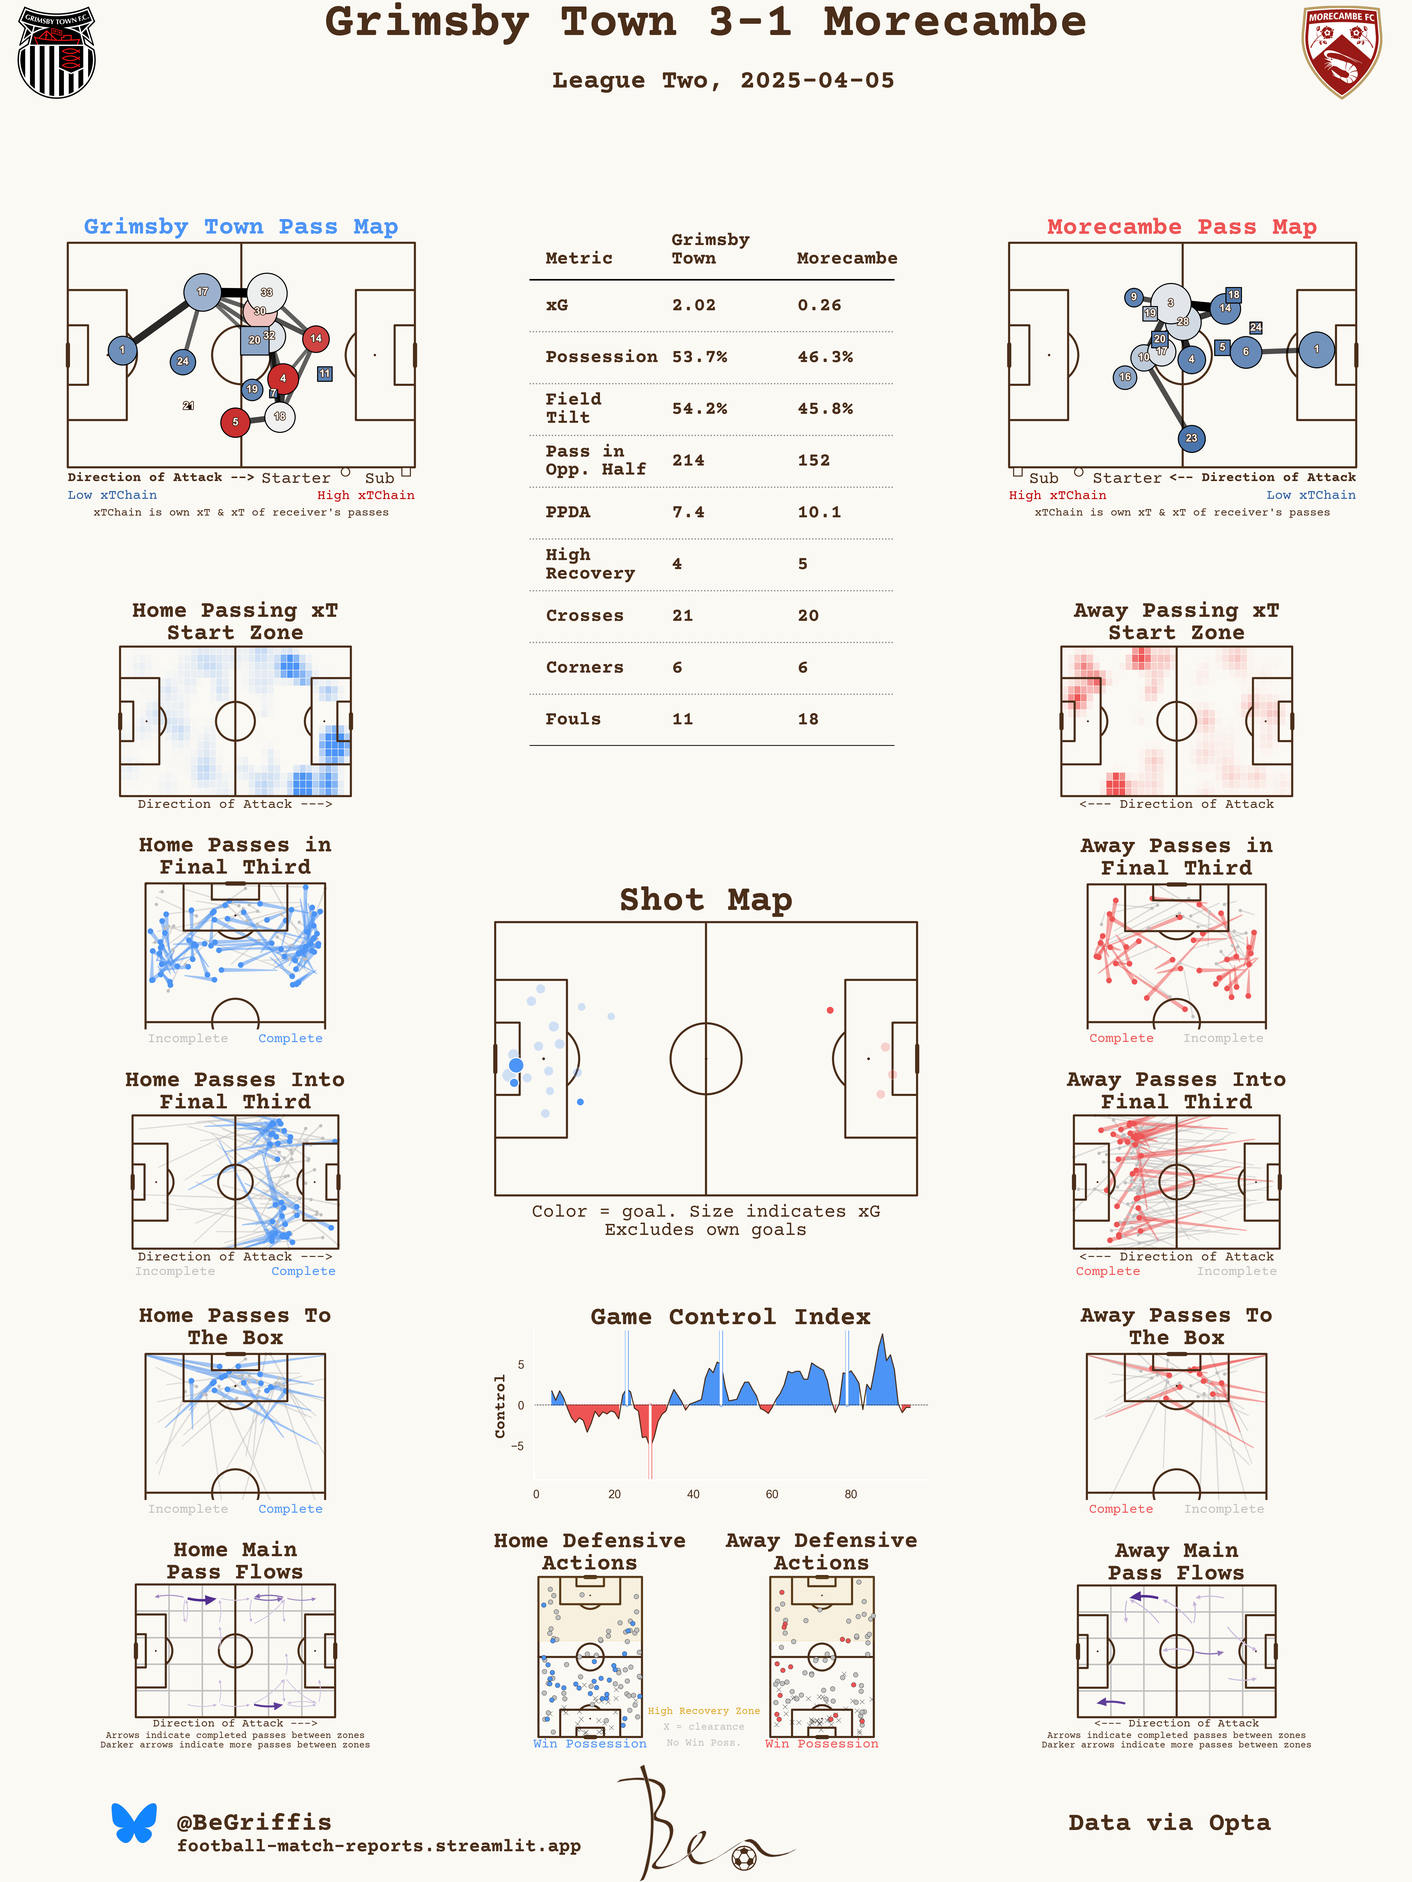 Grimsby Town 3-1 Morecambe
League Two, 2025-04-05
GRIMSBY TOWN F.C.
MORECAMBE FC
Grimsby Town Pass Map
17
33
30
32
20
14
1
24
4
11
19
7
21
18
5
Direction of Attack --> Starter Sub
Low xTChain High xTChain
xTChain is own xT & xT of receiver's passes
Metric Grimsby Town Morecambe
xG 2.02 0.26
Possession 53.7% 46.3%
Field Tilt 54.2% 45.8%
Pass in Opp. Half 214 152
PPDA 7.4 10.1
High Recovery 4 5
Crosses 21 20
Corners 6 6
Fouls 11 18
Morecambe Pass Map
9
3
18
19
14
28
24
20
10
17
4
5
6
1
16
23
Sub Starter <-- Direction of Attack
High xTChain Low xTChain
xTChain is own xT & xT of receiver's passes
Home Passing xT
Start Zone
Direction of Attack --->
Away Passing xT
Start Zone
<--- Direction of Attack
Home Passes in
Final Third
Incomplete Complete
Shot Map
Color = goal. Size indicates xG
Excludes own goals
Away Passes in
Final Third
Complete Incomplete
Home Passes Into
Final Third
Direction of Attack --->
Incomplete Complete
Away Passes Into
Final Third
<--- Direction of Attack
Complete Incomplete
Home Passes To
The Box
Incomplete Complete
Game Control Index
Control
5
0
−5
0 20 40 60 80
Away Passes To
The Box
Complete Incomplete
Home Main
Pass Flows
Direction of Attack --->
Arrows indicate completed passes between zones
Darker arrows indicate more passes between zones
Home Defensive
Actions
Win Possession
High Recovery Zone
X = clearance
No Win Poss.
Away Defensive
Actions
Win Possession
Away Main
Pass Flows
<--- Direction of Attack
Arrows indicate completed passes between zones
Darker arrows indicate more passes between zones
@BeGriffis
football-match-reports.streamlit.app
Ben
Data via Opta